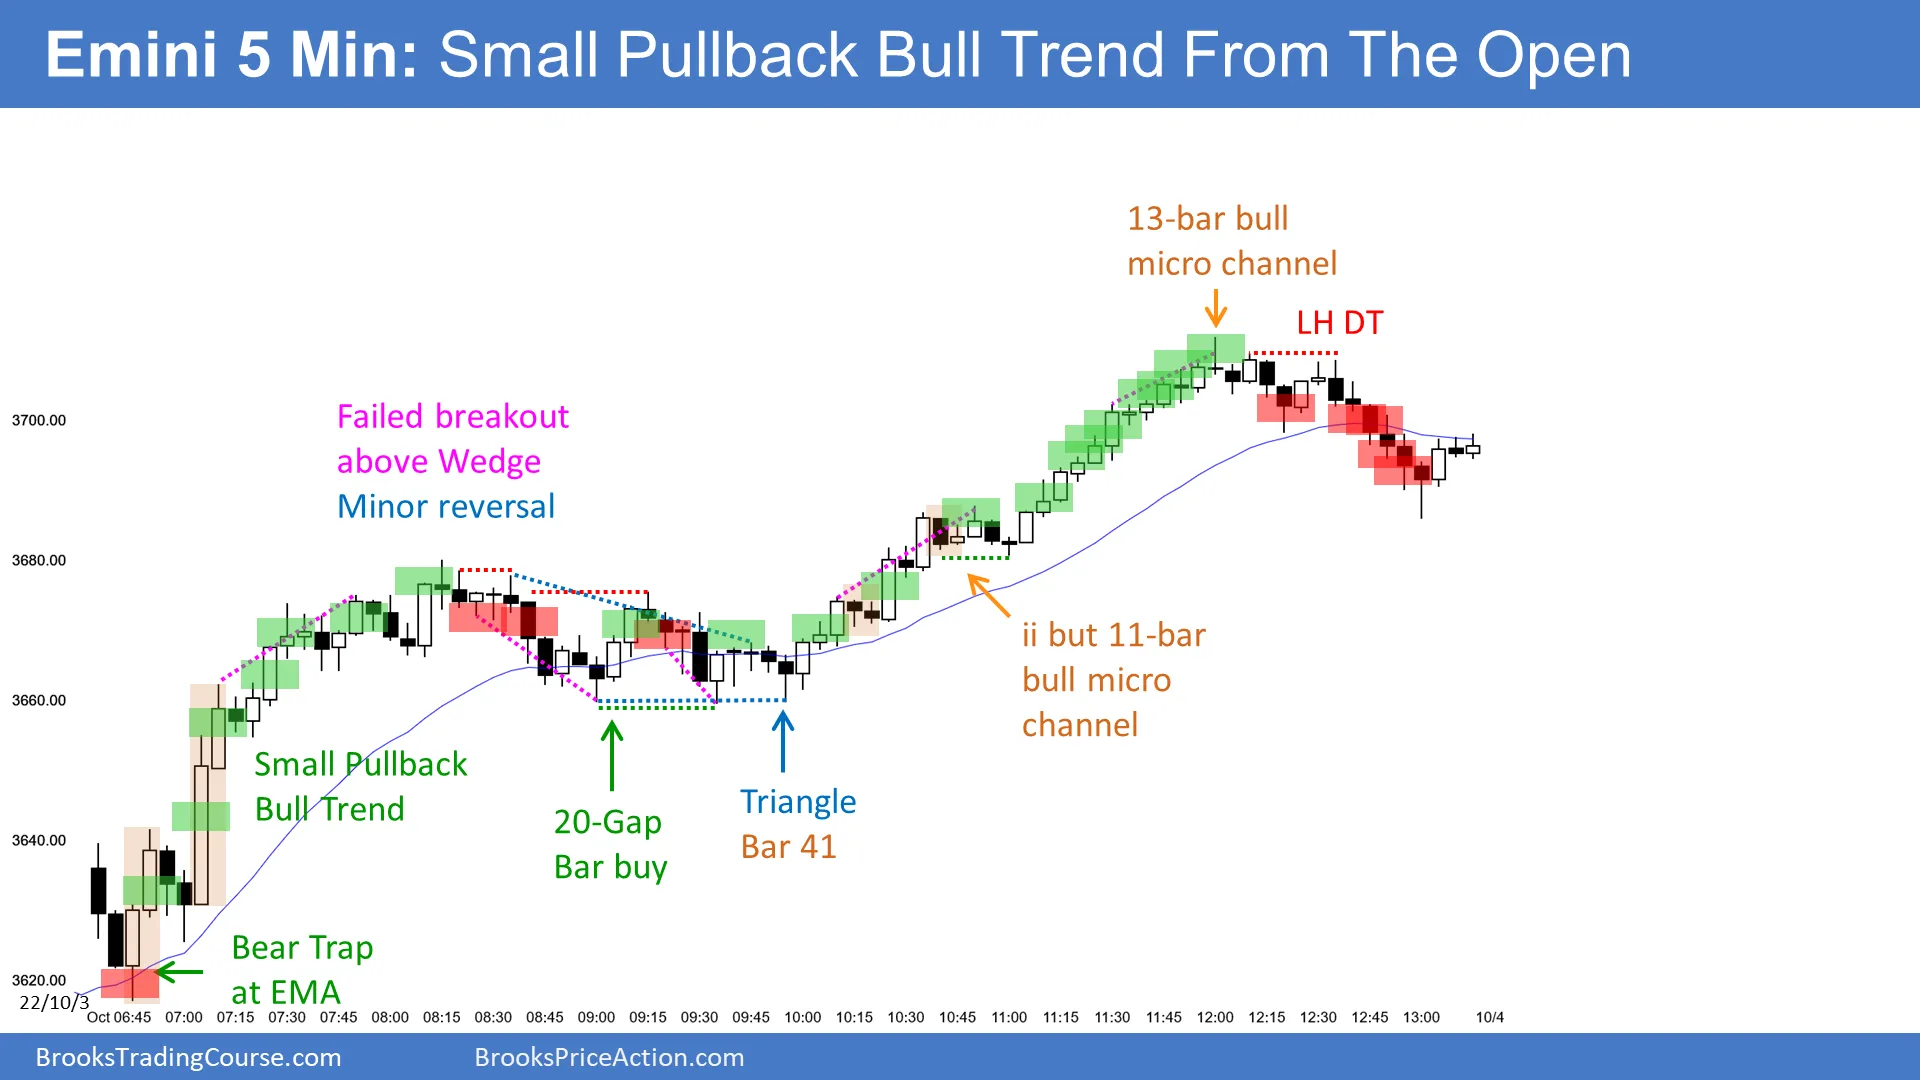 Emini 5 Min: Small Pullback Bull Trend From The Open
13-bar bull
micro channel
LH DT
Failed breakout
above Wedge
Minor reversal
3700.00
3680.00
3660.00
3640.00
3620.00
ii but 11-bar
bull micro
channel
Small Pullback
Bull Trend
20-Gap
Bar buy
Triangle
Bar 41
Bear Trap
at EMA
22/10/3
Oct 06:45 07:00 07:15 07:30 07:45 08:00 08:15 08:30 08:45 09:00 09:15 09:30 09:45 10:00 10:15 10:30 10:45 11:00 11:15 11:30 11:45 12:00 12:15 12:30 12:45 13:00 10/4
BrooksTradingCourse.com BrooksPriceAction.com